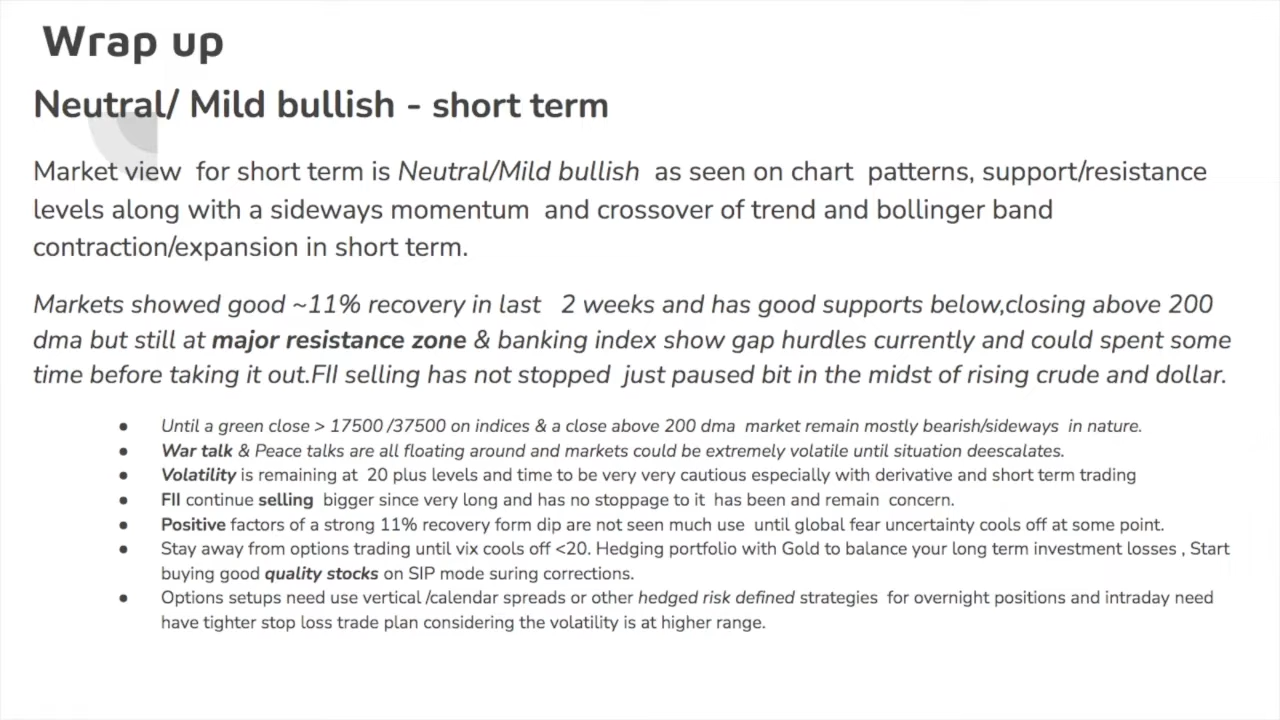 Wrap up
Neutral/ Mild bullish - short term
Market view for short term is Neutral/Mild bullish as seen on chart patterns, support/resistance
levels along with a sideways momentum and crossover of trend and bollinger band
contraction/expansion in short term.
Markets showed good ~11% recovery in last 2 weeks and has good supports below,closing above 200
dma but still at major resistance zone & banking index show gap hurdles currently and could spent some
time before taking it out.FII selling has not stopped just paused bit in the midst of rising crude and dollar.
● Until a green close > 17500 /37500 on indices & a close above 200 dma market remain mostly bearish/sideways in nature.
● War talk & Peace talks are all floating around and markets could be extremely volatile until situation deescalates.
● Volatility is remaining at 20 plus levels and time to be very very cautious especially with derivative and short term trading
● FII continue selling bigger since very long and has no stoppage to it has been and remain concern.
● Positive factors of a strong 11% recovery form dip are not seen much use until global fear uncertainty cools off at some point.
● Stay away from options trading until vix cools off <20. Hedging portfolio with Gold to balance your long term investment losses , Start
buying good quality stocks on SIP mode suring corrections.
● Options setups need use vertical /calendar spreads or other hedged risk defined strategies for overnight positions and intraday need
have tighter stop loss trade plan considering the volatility is at higher range.